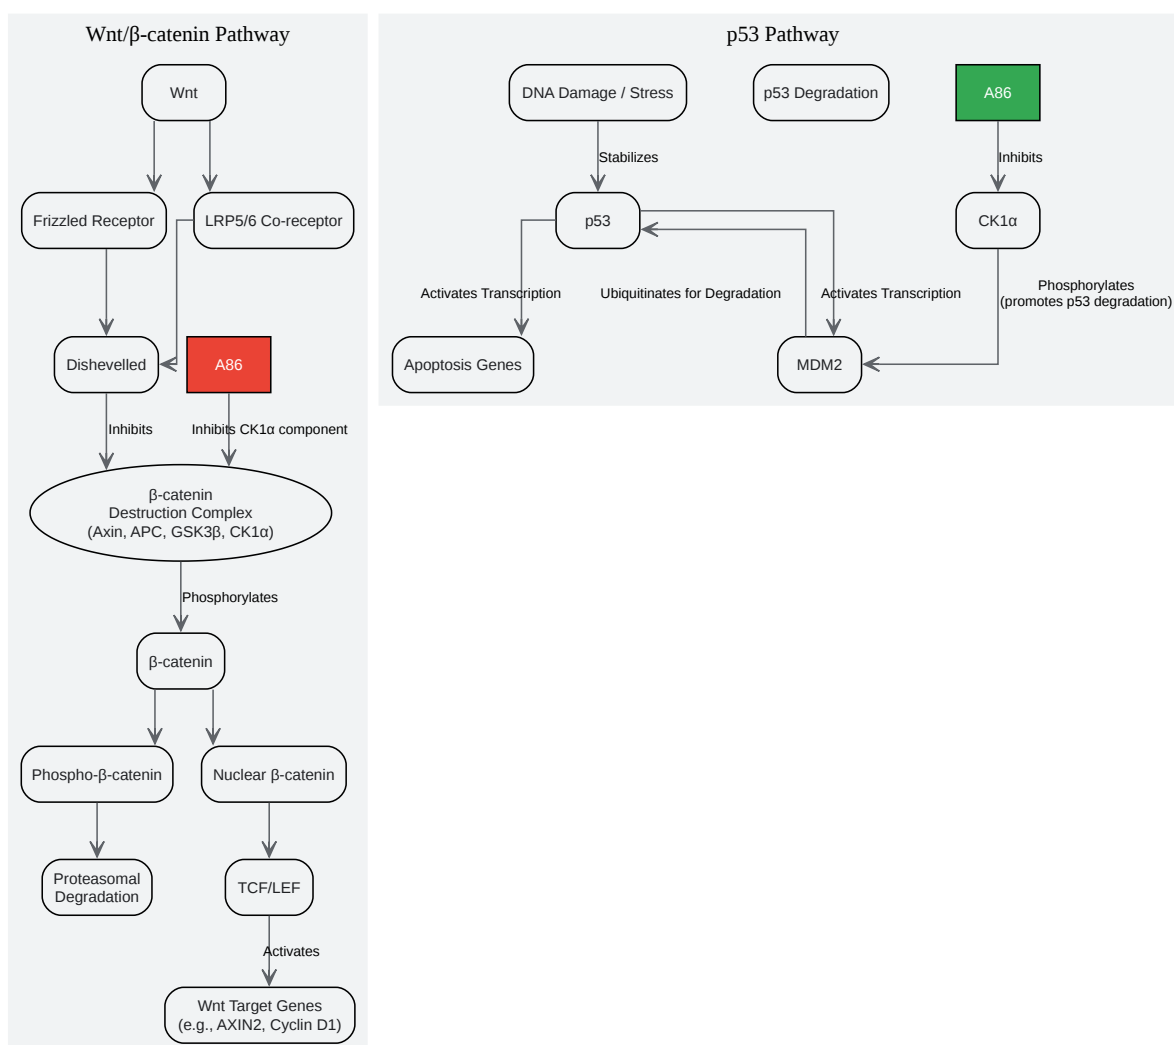 Wnt/β-catenin Pathway
Wnt
Frizzled Receptor
LRP5/6 Co-receptor
Dishevelled
A86
Inhibits
Inhibits CK1α component
β-catenin
Destruction Complex
(Axin, APC, GSK3β, CK1α)
Phosphorylates
β-catenin
Phospho-β-catenin
Nuclear β-catenin
Proteasomal
Degradation
TCF/LEF
Activates
Wnt Target Genes
(e.g., AXIN2, Cyclin D1)
p53 Pathway
DNA Damage / Stress
p53 Degradation
A86
Stabilizes
Inhibits
p53
CK1α
Activates Transcription
Ubiquitinates for Degradation
Activates Transcription
Phosphorylates
(promotes p53 degradation)
Apoptosis Genes
MDM2